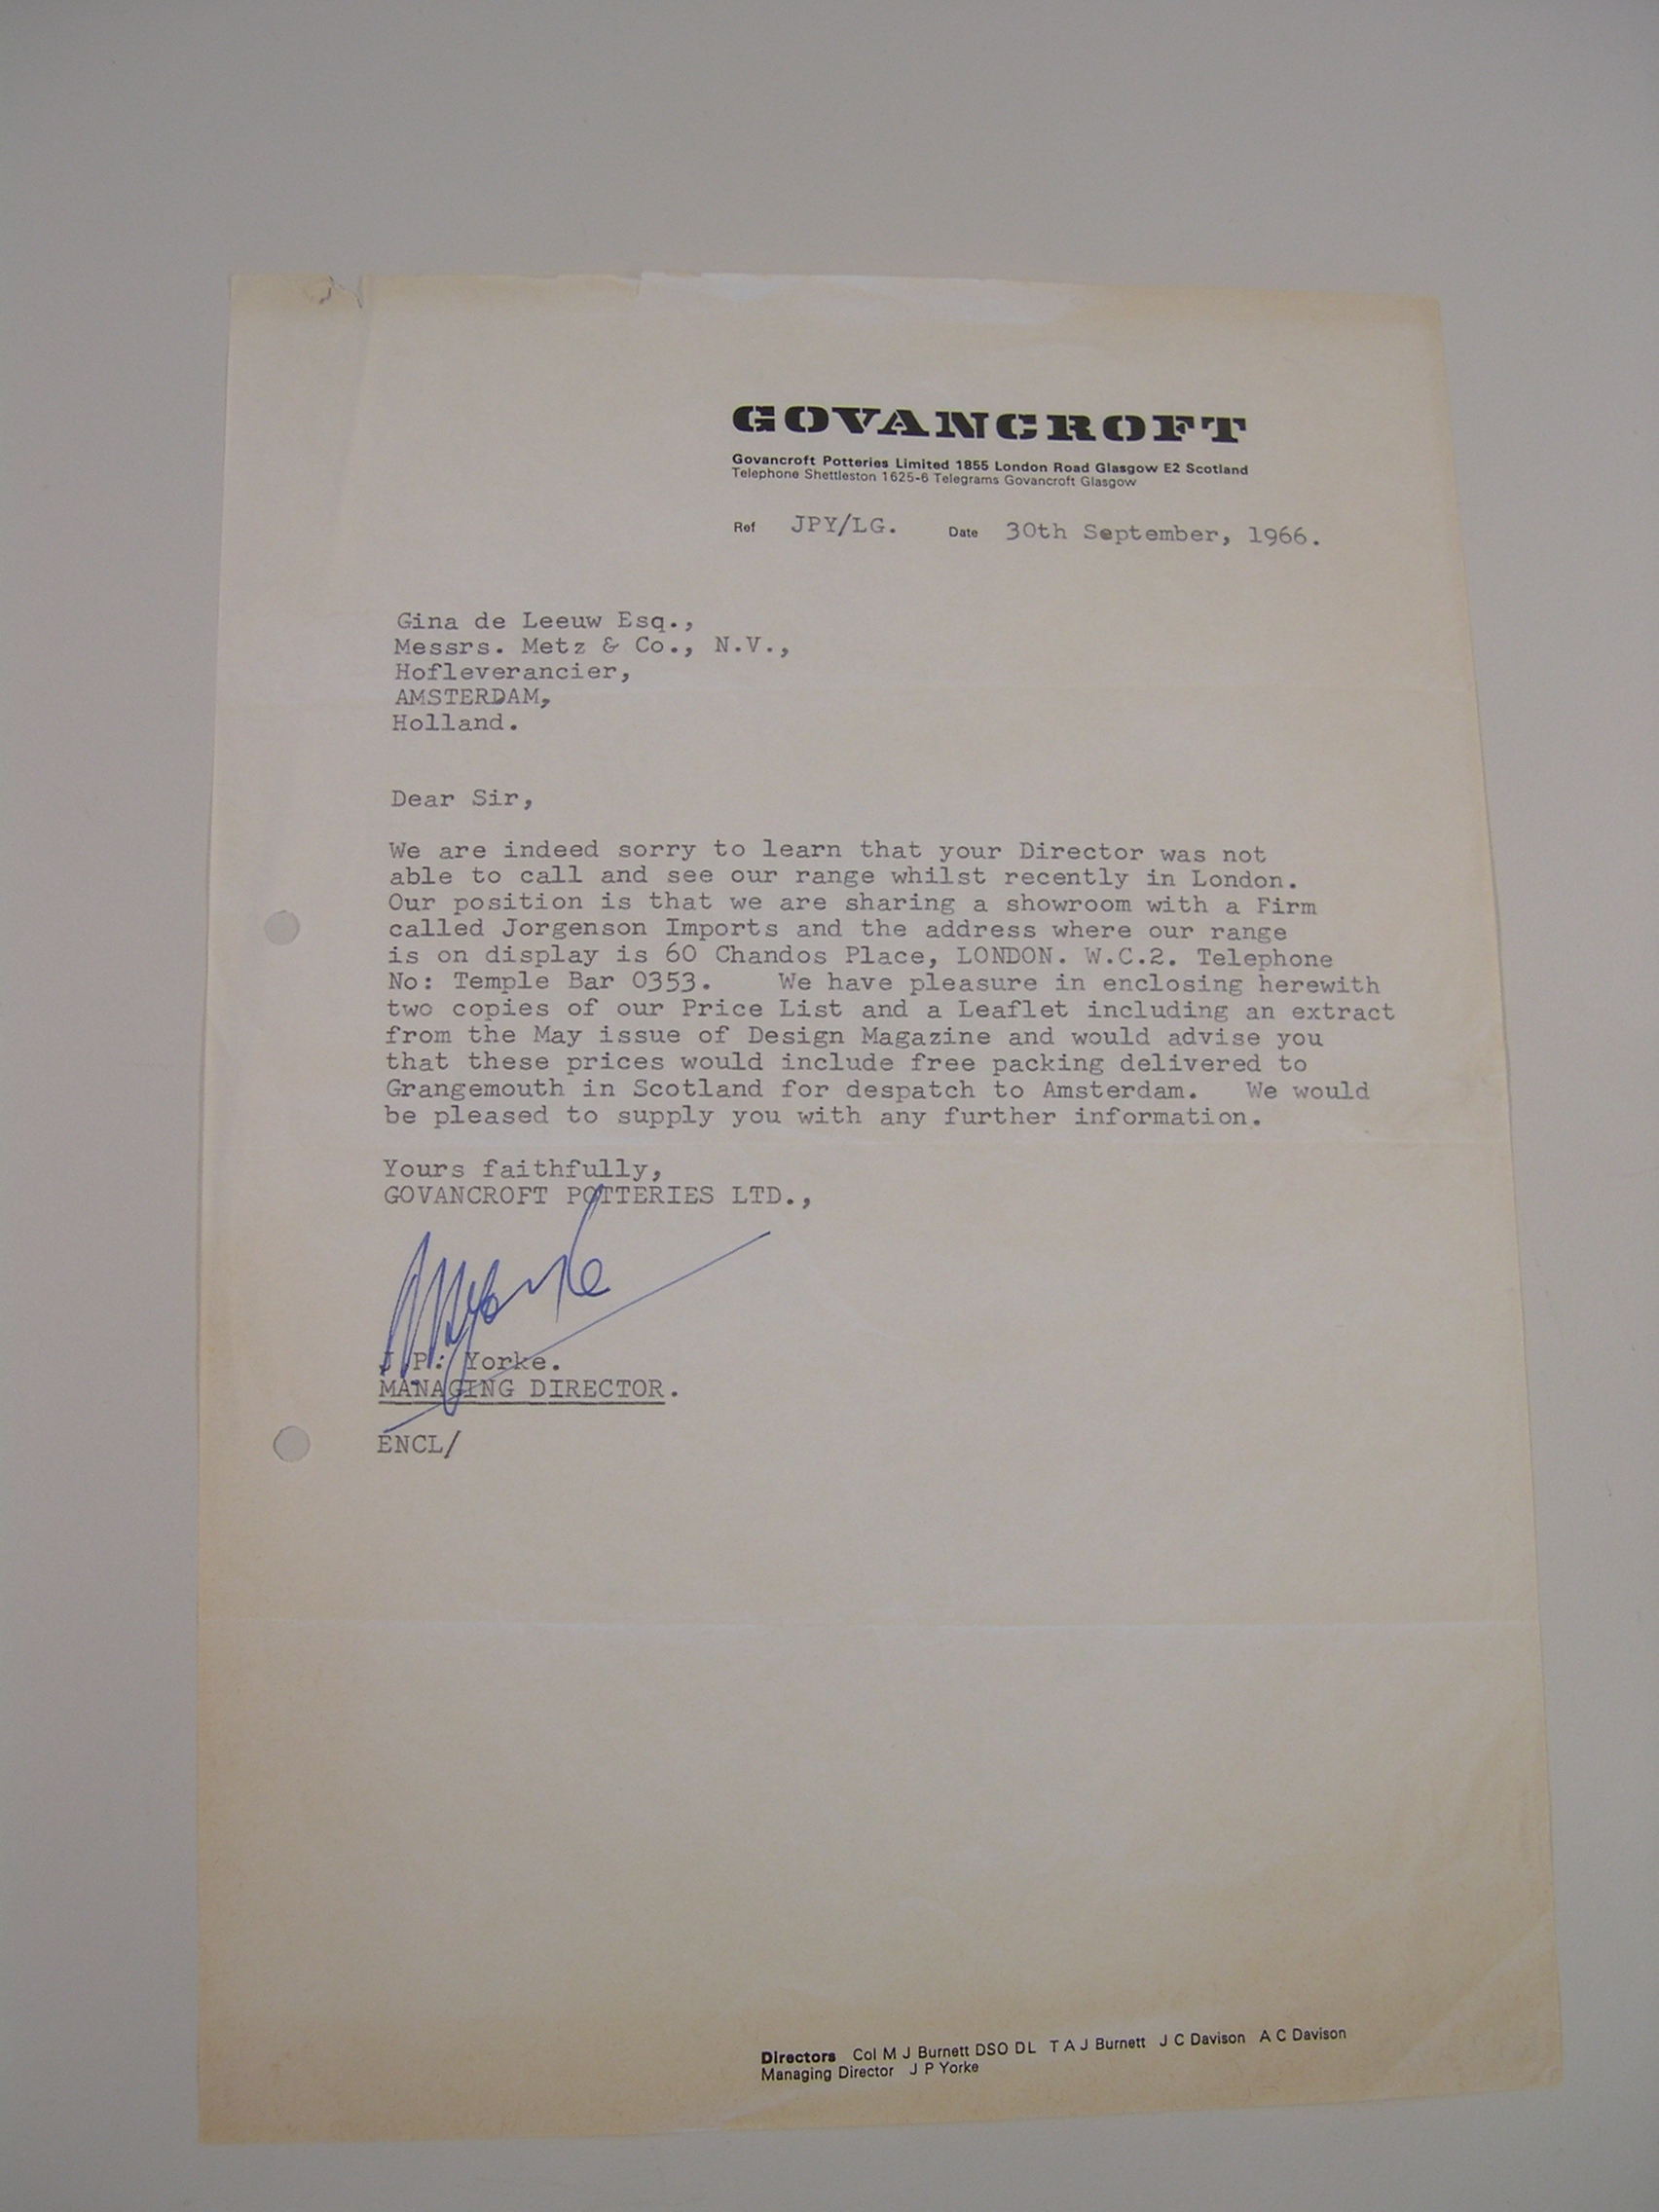 GOVANCROFT
Govancroft Potteries Limited 1855 London Road Glasgow E2 Scotland
Telephone Shettleston 1625-6 Telegrams Govancroft Glasgow
Ref JPY/LG. Date 30th September, 1966.
Gina de Leeuw Esq.,
Messrs. Metz & Co., N.V.,
Hofleverancier,
AMSTERDAM,
Holland.
Dear Sir,
We are indeed sorry to learn that your Director was not
able to call and see our range whilst recently in London.
Our position is that we are sharing a showroom with a Firm
called Jorgenson Imports and the address where our range
is on display is 60 Chandos Place, LONDON. W.C.2. Telephone
No: Temple Bar 0353. We have pleasure in enclosing herewith
two copies of our Price List and a Leaflet including an extract
from the May issue of Design Magazine and would advise you
that these prices would include free packing delivered to
Grangemouth in Scotland for despatch to Amsterdam. We would
be pleased to supply you with any further information.
Yours faithfully,
GOVANCROFT POTTERIES LTD.,
J.P. Yorke.
MANAGING DIRECTOR.
ENCL/
Directors Col M J Burnett DSO DL T A J Burnett J C Davison A C Davison
Managing Director J P Yorke